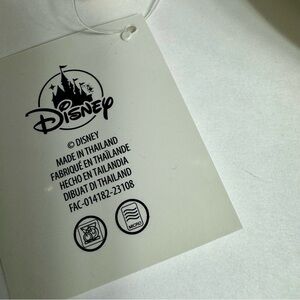 Disney
© DISNEY
MADE IN THAILAND
FABRIQUÉ EN THAÏLANDE
HECHO EN TAILANDIA
DIBUAT DI THAILAND
FAC-014182-23108